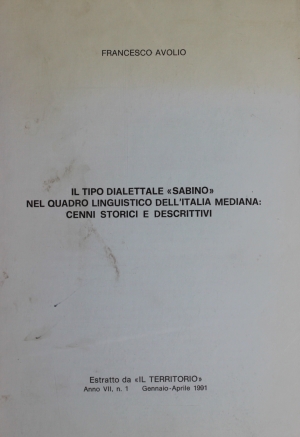 FRANCESCO AVOLIO
IL TIPO DIALETTALE «SABINO»
NEL QUADRO LINGUISTICO DELL'ITALIA MEDIANA:
CENNI STORICI E DESCRITTIVI
Estratto da «IL TERRITORIO»
Anno VII, n. 1 Gennaio-Aprile 1991